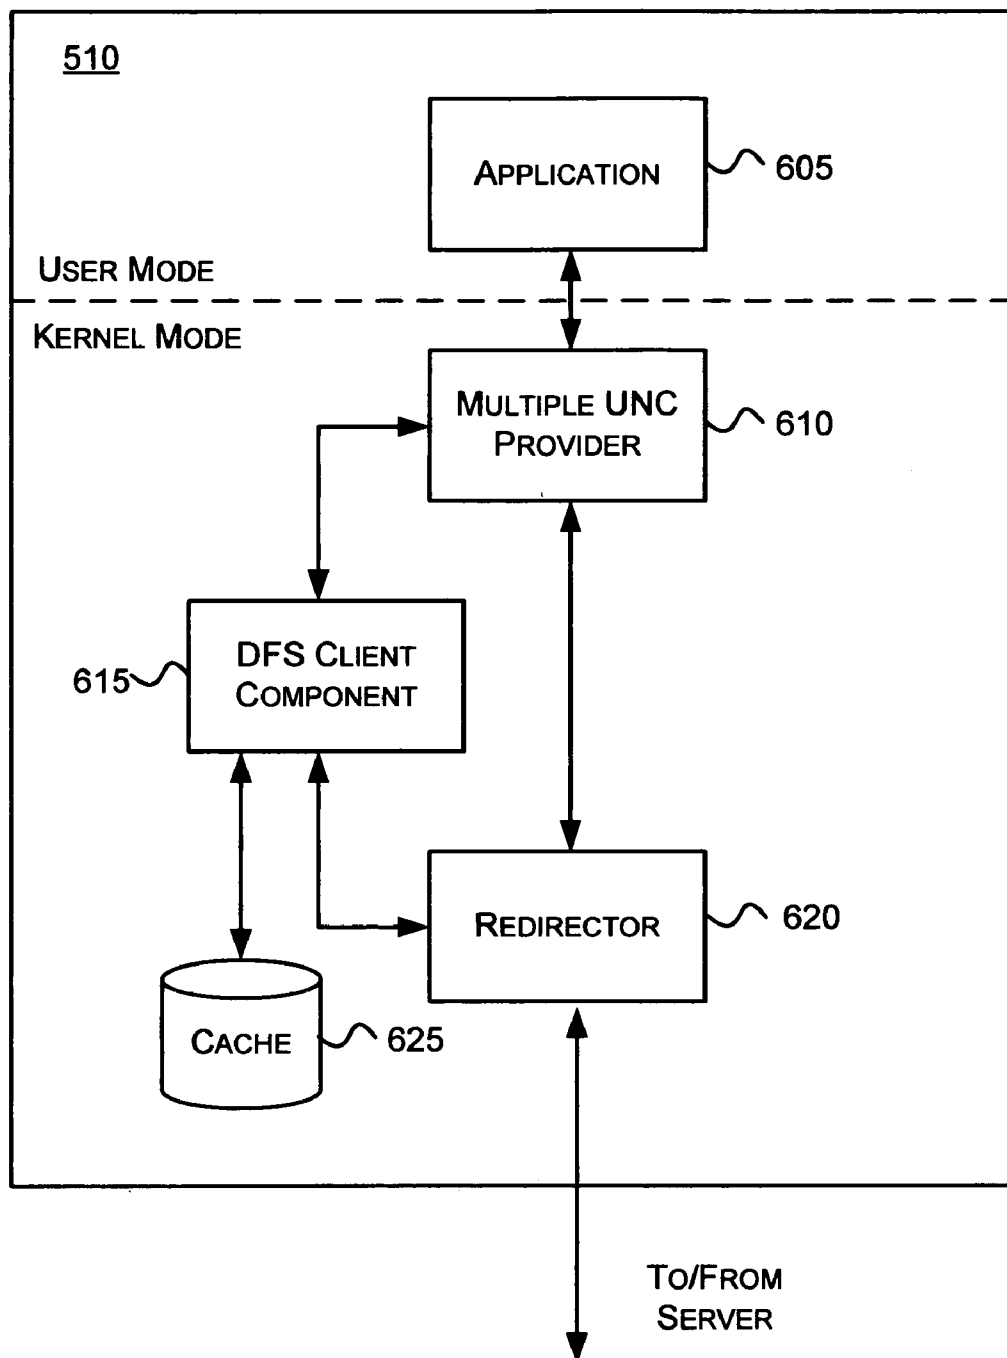 510
APPLICATION
605
USER MODE
KERNEL MODE
MULTIPLE UNC
PROVIDER
610
DFS CLIENT
COMPONENT
615
REDIRECTOR
620
CACHE
625
TO/FROM
SERVER